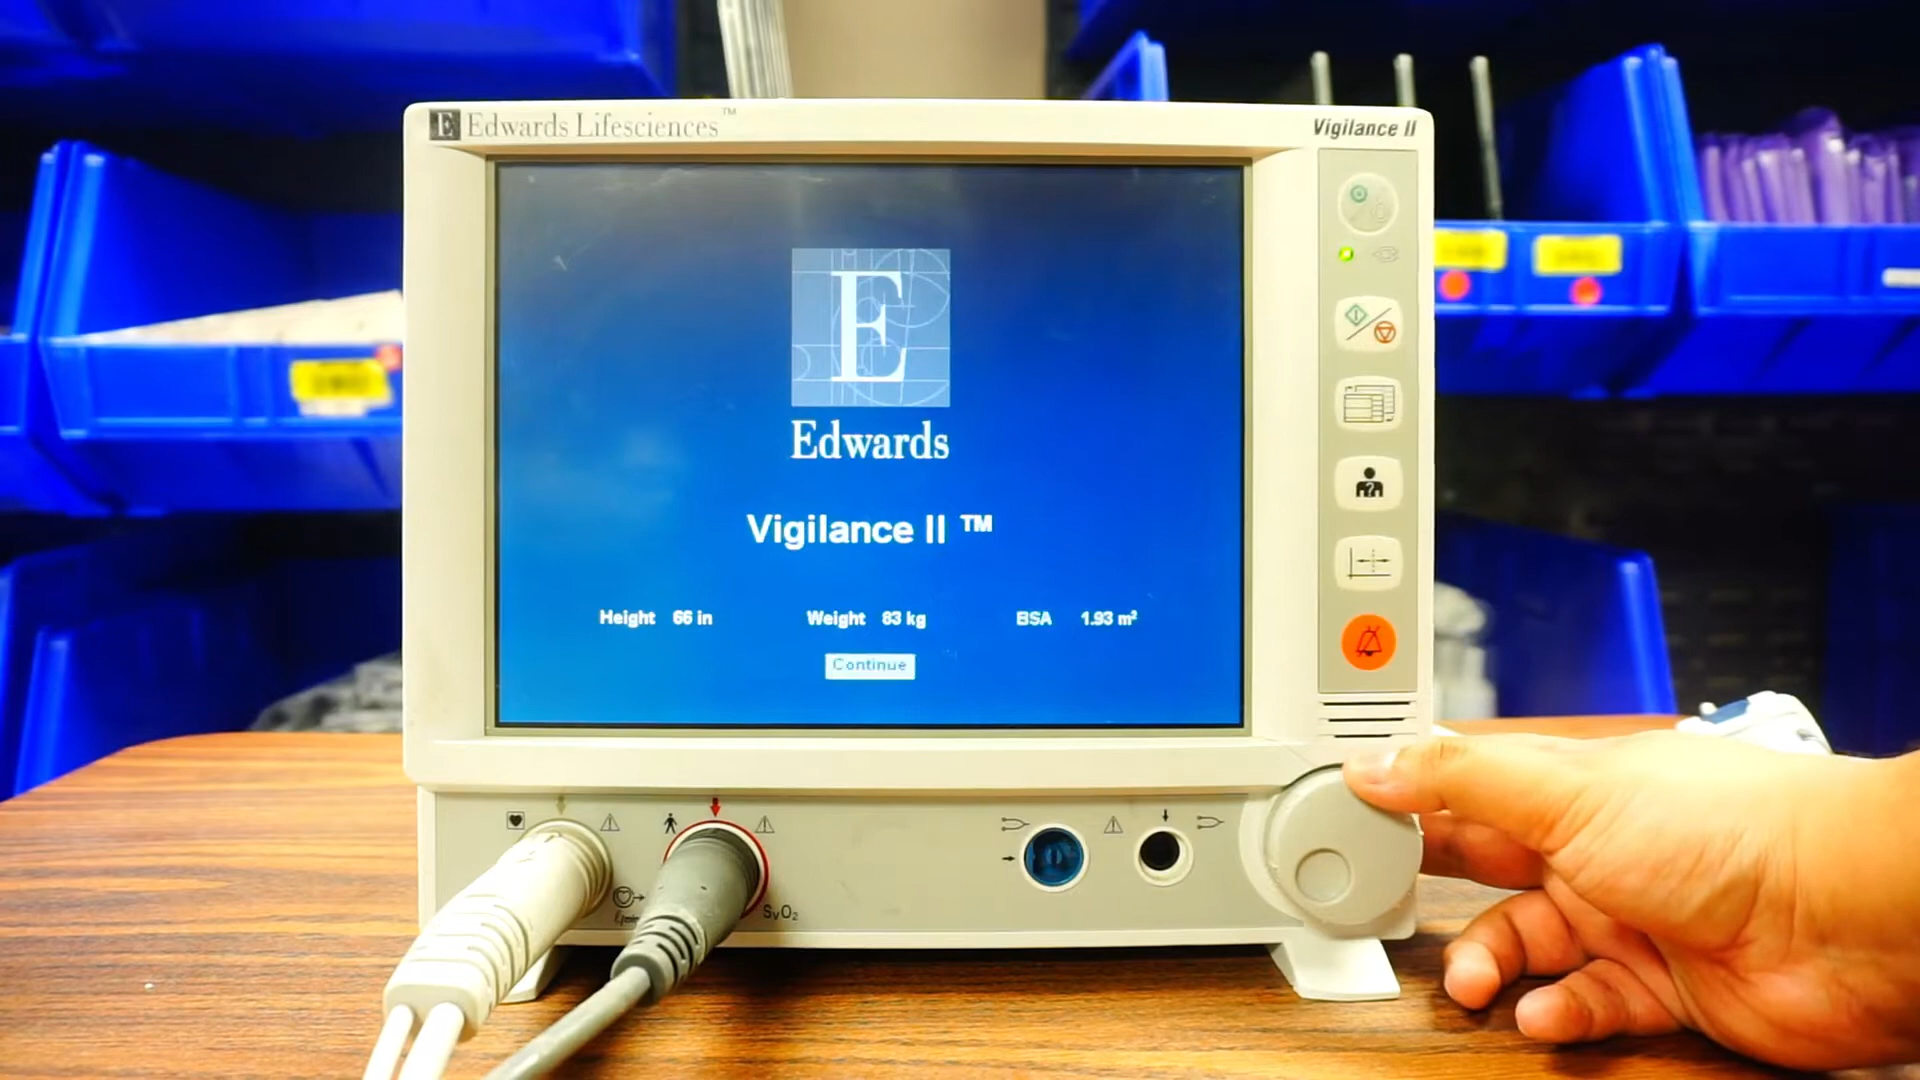 E Edwards Lifesciences™
Vigilance II
E
Edwards
Vigilance II ™
Height 66 in Weight 83 kg BSA 1.93 m²
Continue
SvO₂